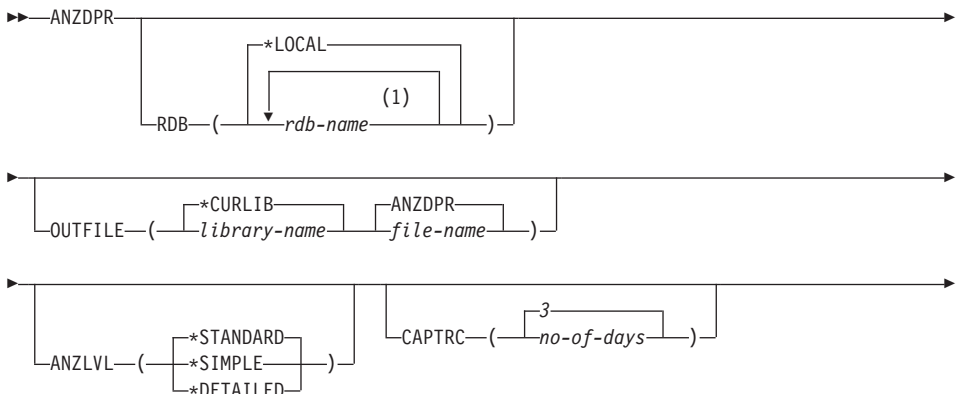 ANZDPR
*LOCAL
(1)
RDB ( rdb-name )
*CURLIB ANZDPR
OUTFILE ( library-name file-name )
*STANDARD 3
ANZLVL ( *SIMPLE ) CAPTRC ( no-of-days )
*DETAILED